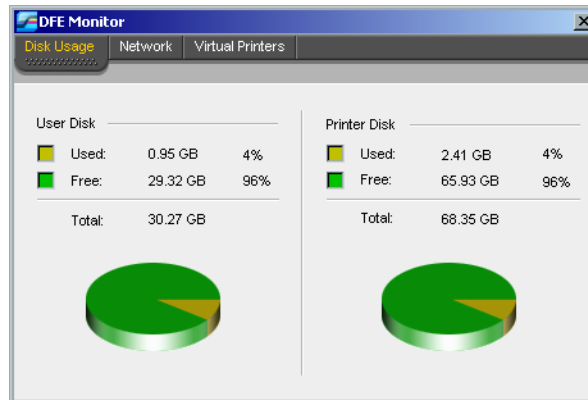 DFE Monitor
Disk Usage Network Virtual Printers
User Disk
Used: 0.95 GB 4%
Free: 29.32 GB 96%
Total: 30.27 GB
Printer Disk
Used: 2.41 GB 4%
Free: 65.93 GB 96%
Total: 68.35 GB